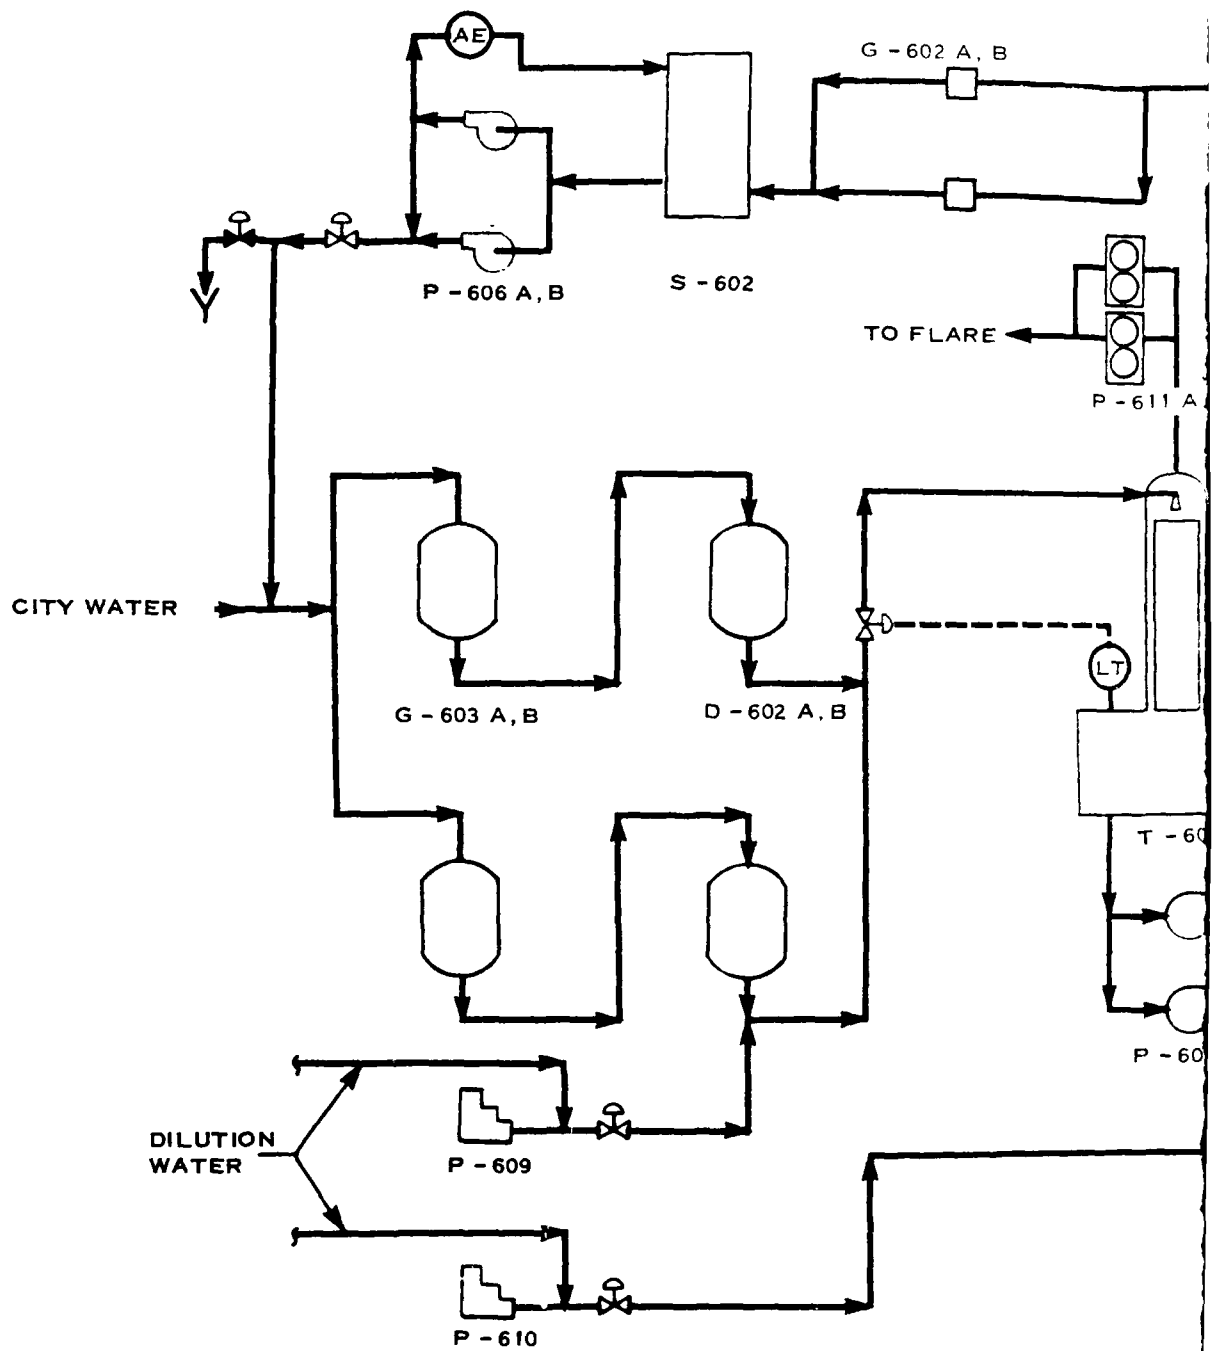 AE
G-602 A, B
P-606 A, B
S-602
TO FLARE
P-611 A
CITY WATER
LT
G-603 A, B
D-602 A, B
T-60
P-60
DILUTION
WATER
P-609
P-610